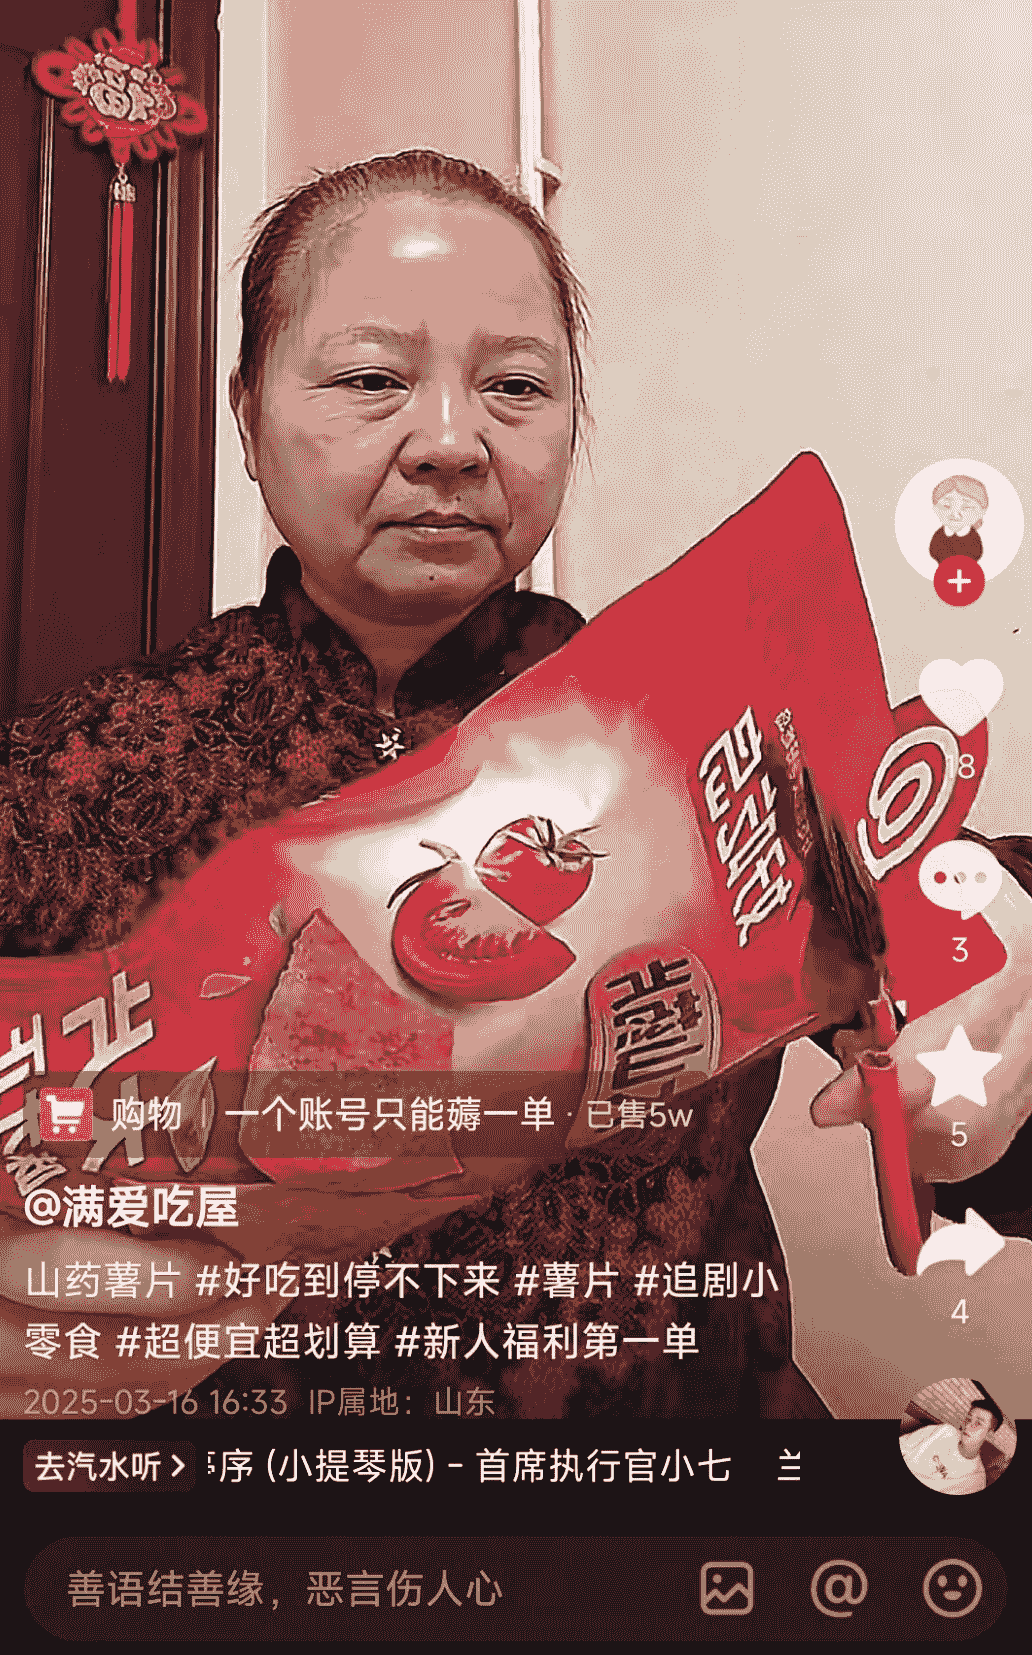 18
3
5
购物 | 一个账号只能薅一单 · 已售5w
@满爱吃屋
山药薯片 #好吃到停不下来 #薯片 #追剧小
零食 #超便宜超划算 #新人福利第一单
4
2025-03-16 16:33 IP属地：山东
去汽水听 > 序 (小提琴版) - 首席执行官小七
善语结善缘，恶言伤人心